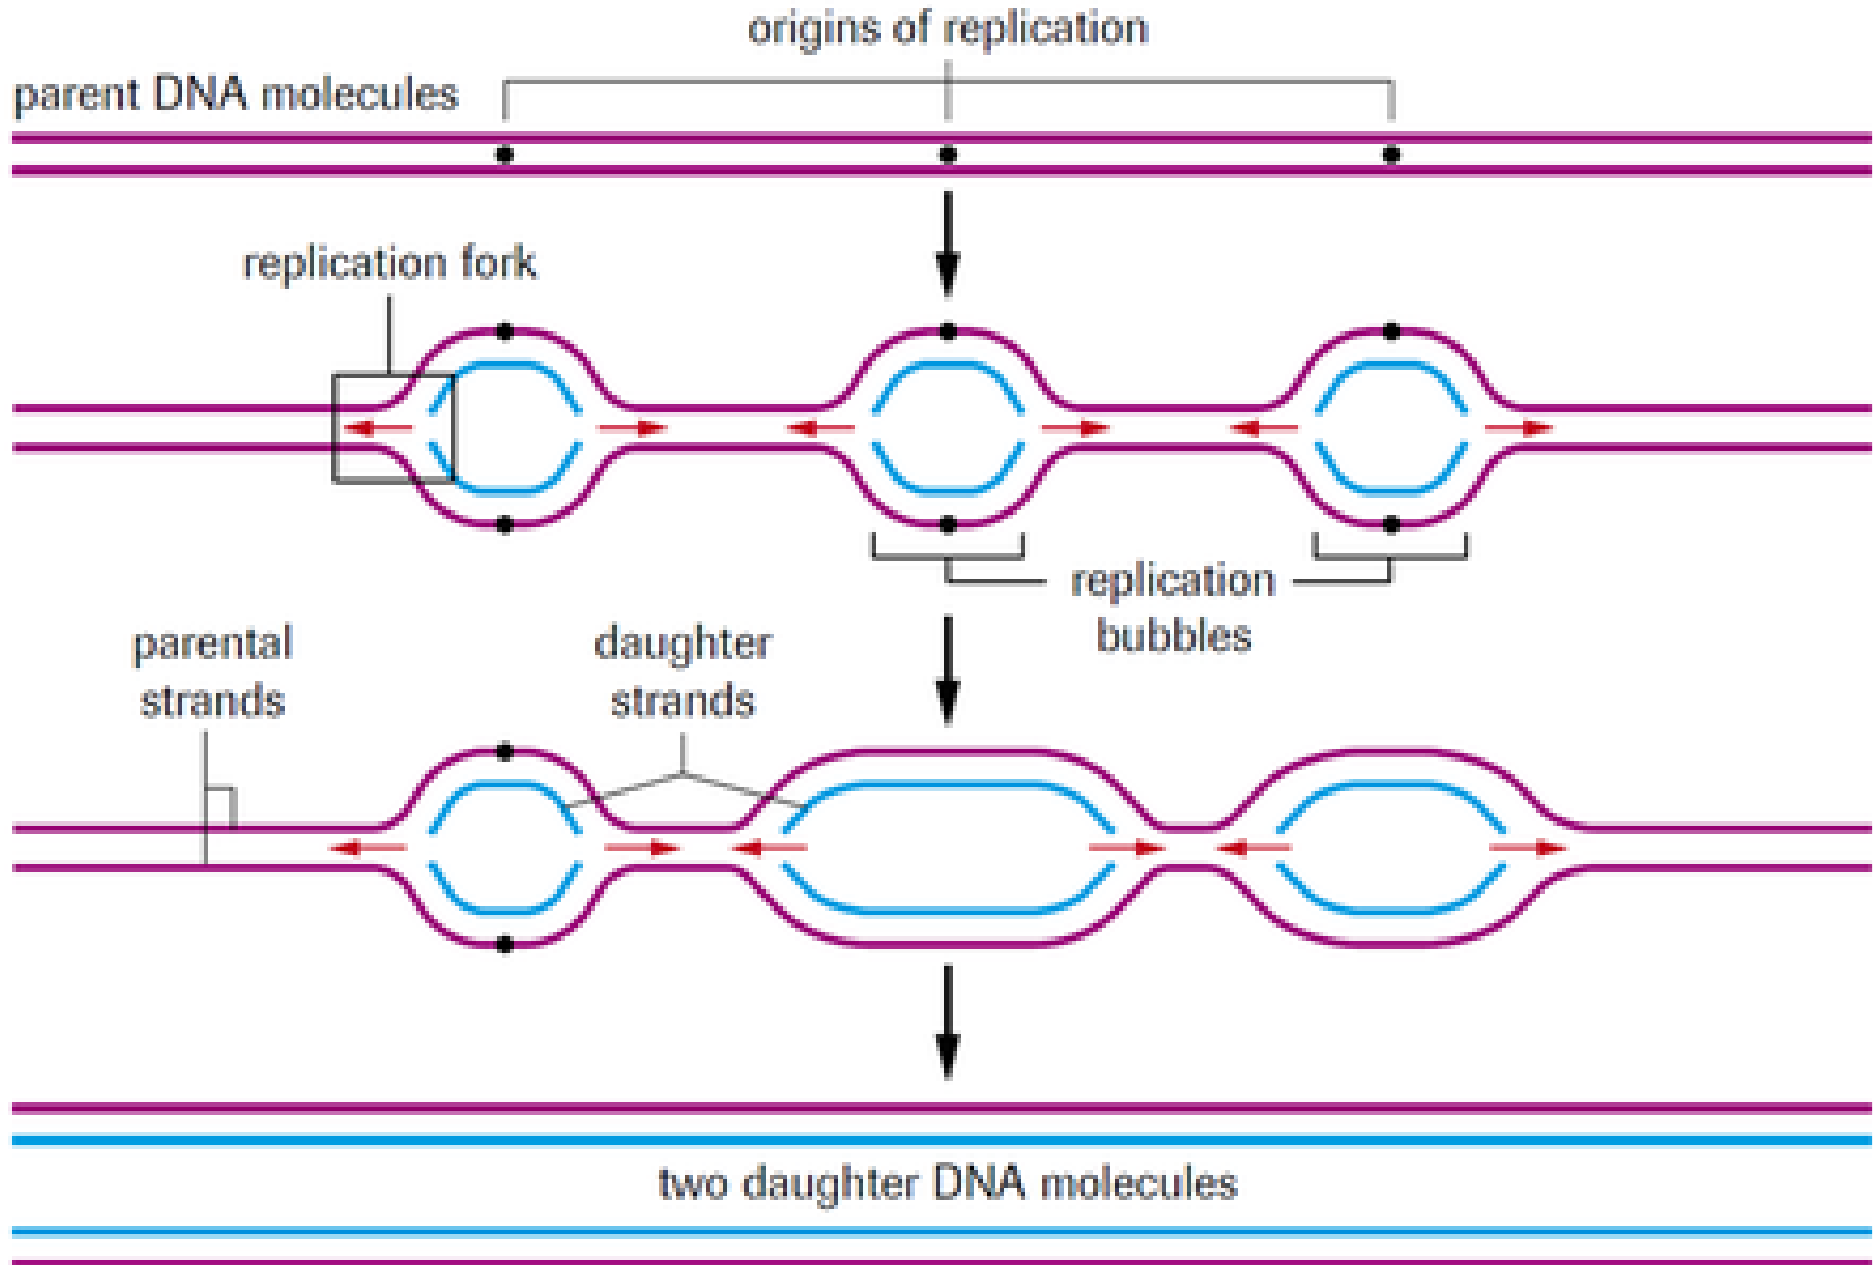 origins of replication
parent DNA molecules
replication fork
replication
bubbles
parental
strands
daughter
strands
two daughter DNA molecules